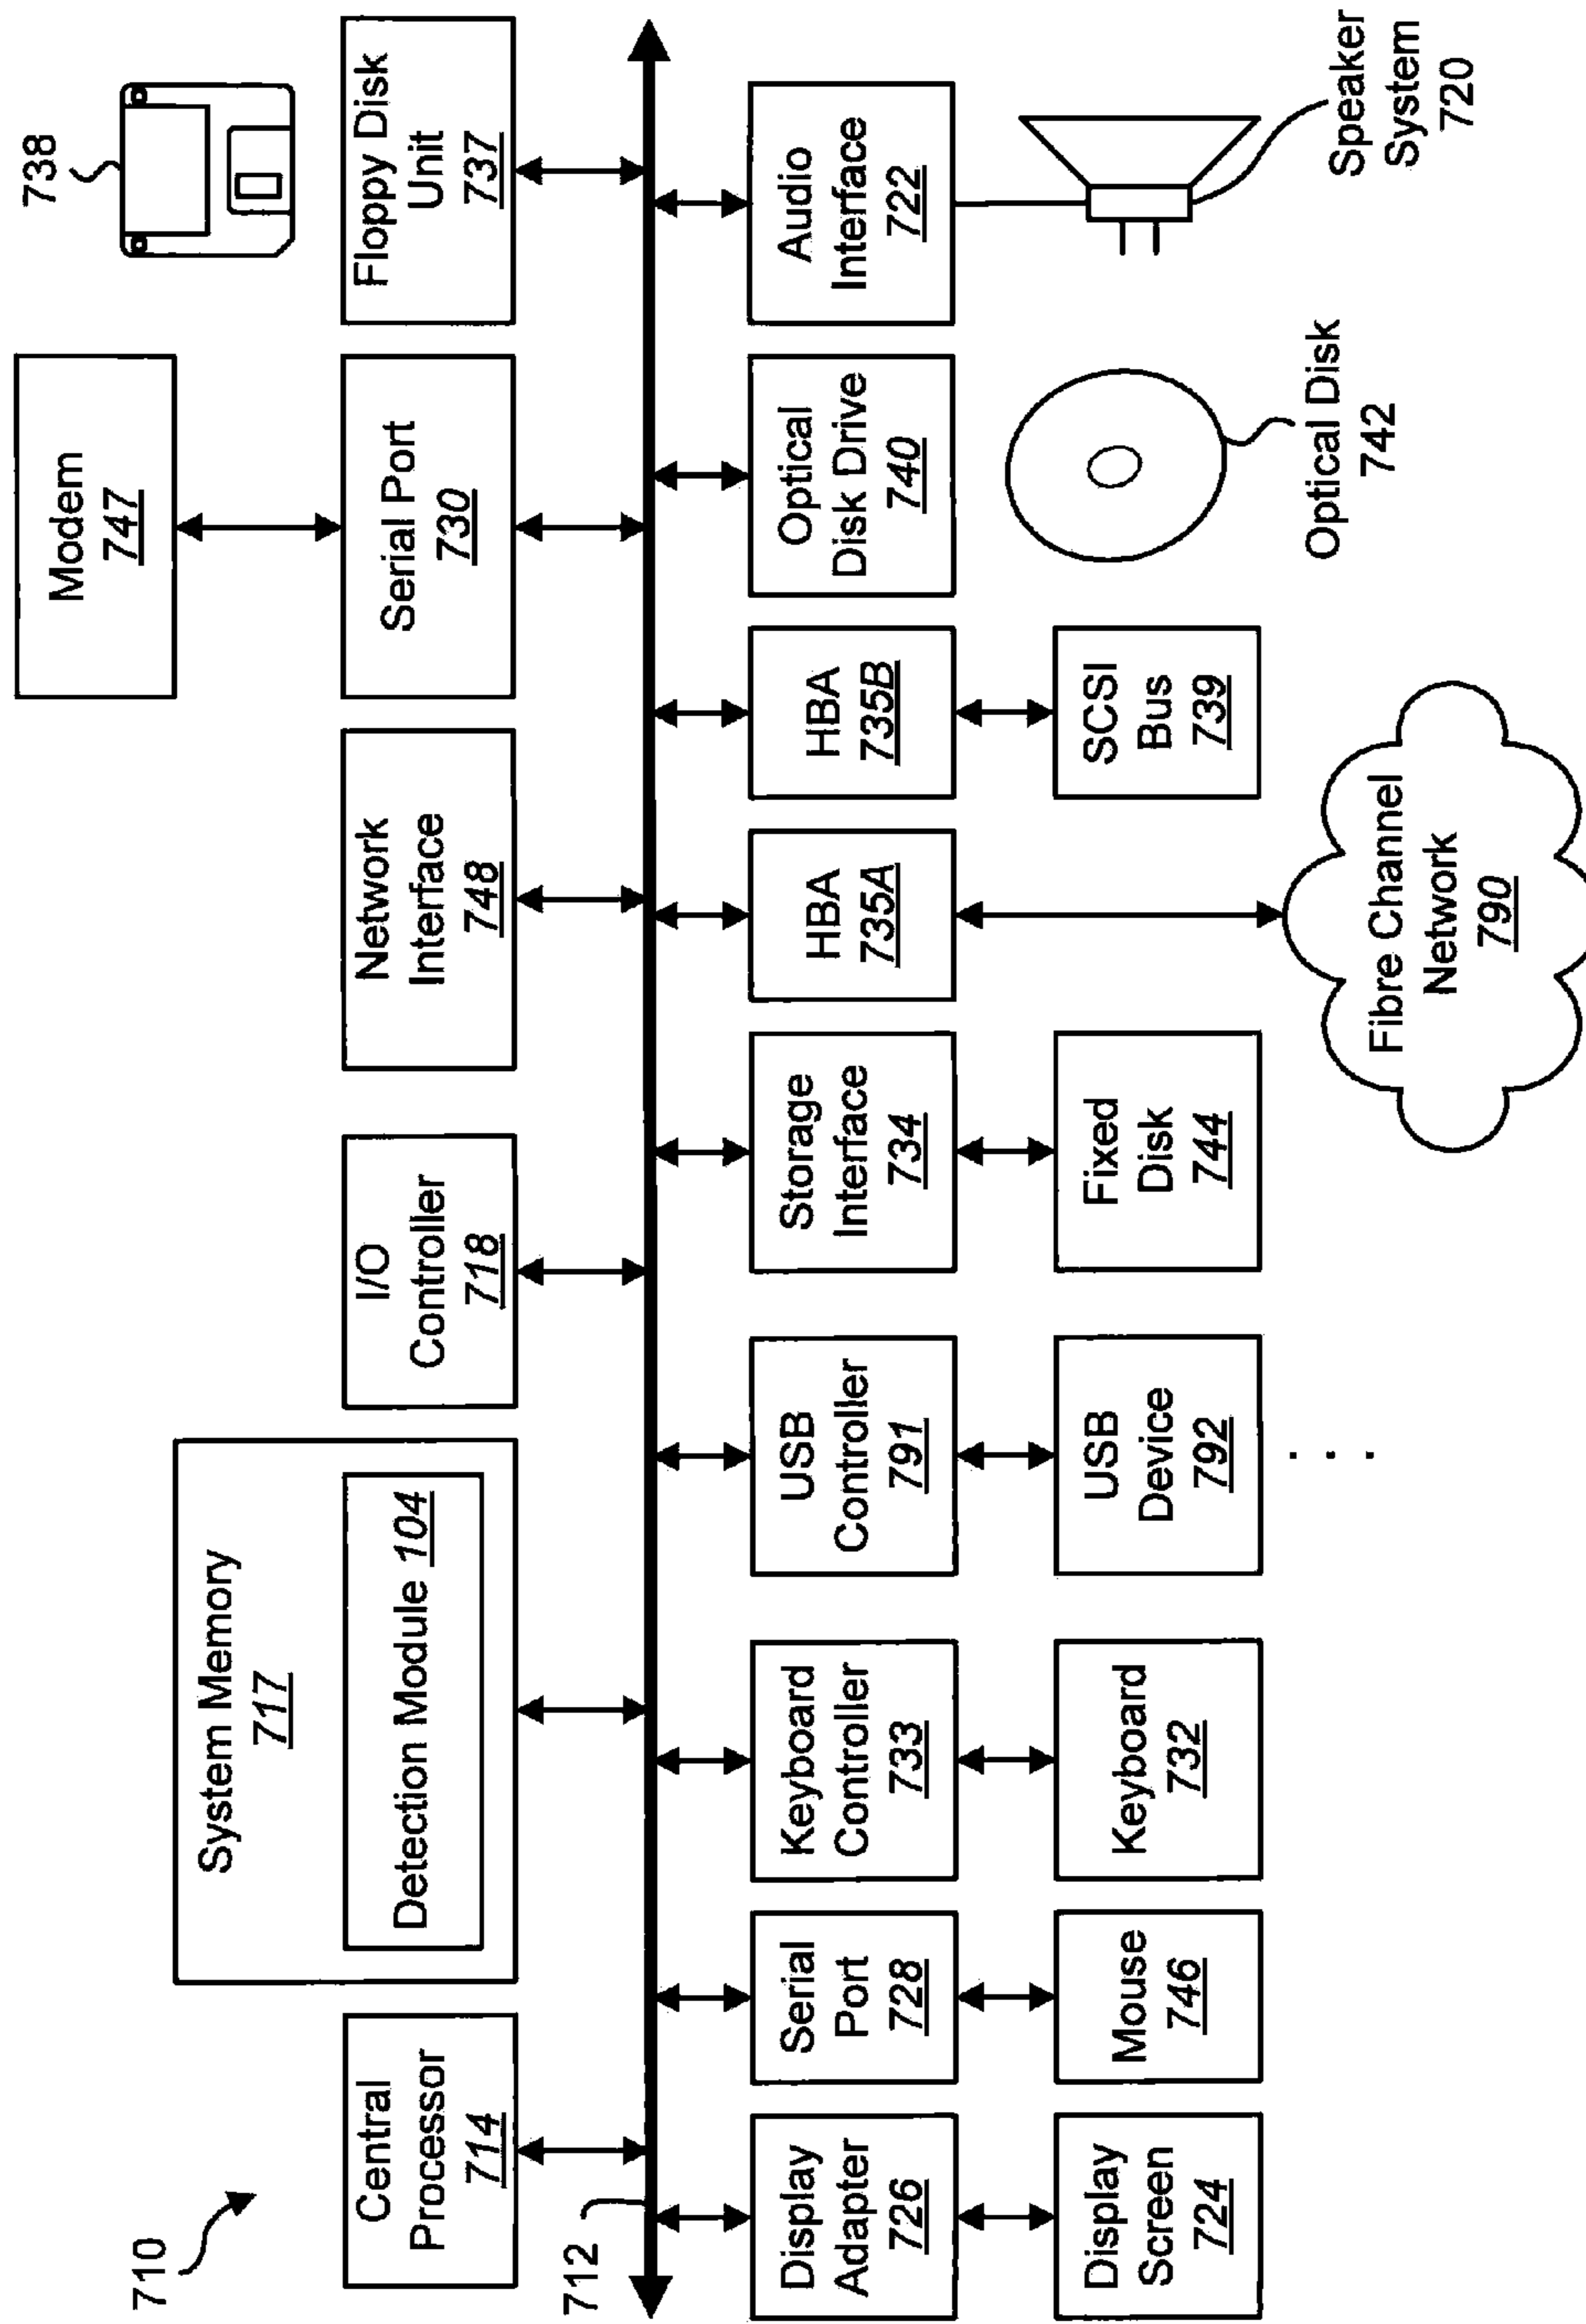 710
Modem
747
738
System Memory
717
Detection Module 104
Central
Processor
714
I/O
Controller
718
Network
Interface
748
Serial Port
730
Floppy Disk
Unit
737
712
Display
Adapter
726
Serial
Port
728
Keyboard
Controller
733
USB
Controller
791
Storage
Interface
734
HBA
735A
HBA
735B
Optical
Disk Drive
740
Audio
Interface
722
Display
Screen
724
Mouse
746
Keyboard
732
USB
Device
792
. . .
Fixed
Disk
744
SCSI
Bus
739
Fibre Channel
Network
790
Optical Disk
742
Speaker
System
720